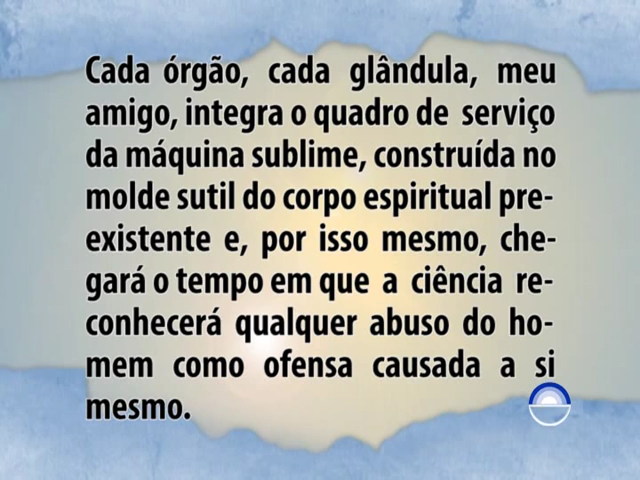 Cada órgão, cada glândula, meu
amigo, integra o quadro de serviço
da máquina sublime, construída no
molde sutil do corpo espiritual pre-
existente e, por isso mesmo, che-
gará o tempo em que a ciência re-
conhecerá qualquer abuso do ho-
mem como ofensa causada a si
mesmo.